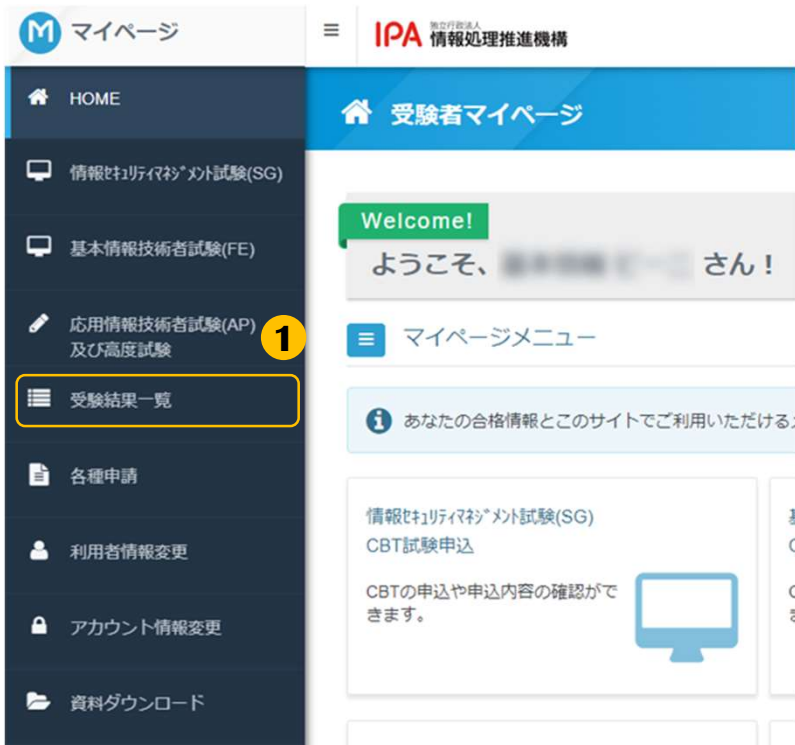 M マイページ
IPA 独立行政法人
情報処理推進機構
HOME
情報ｾｷｭﾘﾃｨﾏﾈｼﾞﾒﾝﾄ試験(SG)
基本情報技術者試験(FE)
応用情報技術者試験(AP)
及び高度試験
1
受験結果一覧
各種申請
利用者情報変更
アカウント情報変更
資料ダウンロード
受験者マイページ
Welcome!
ようこそ、
さん！
マイページメニュー
あなたの合格情報とこのサイトでご利用いただける
情報ｾｷｭﾘﾃｨﾏﾈｼﾞﾒﾝﾄ試験(SG)
CBT試験申込
CBTの申込や申込内容の確認がで
きます。